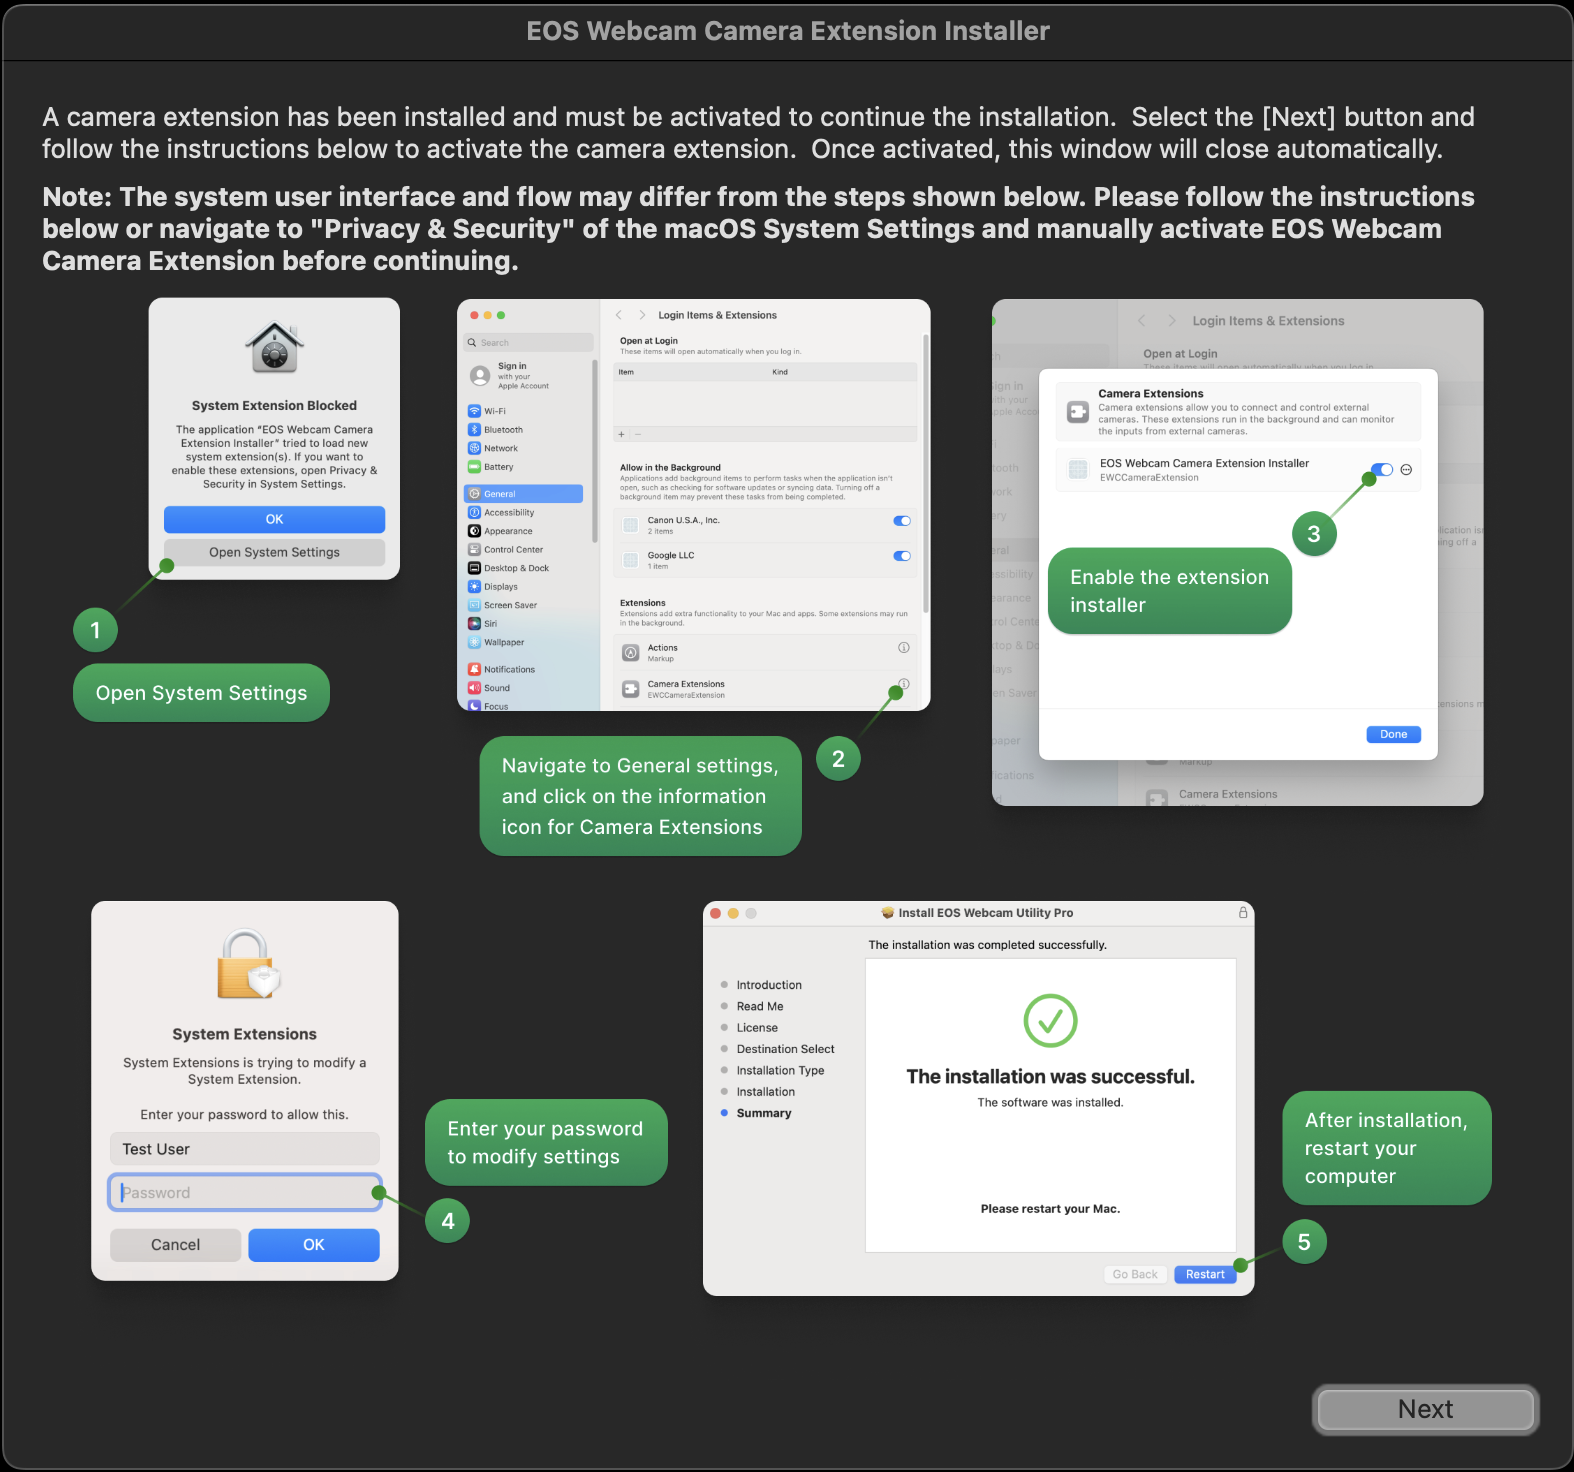 EOS Webcam Camera Extension Installer
A camera extension has been installed and must be activated to continue the installation.  Select the [Next] button and
follow the instructions below to activate the camera extension.  Once activated, this window will close automatically.
Note: The system user interface and flow may differ from the steps shown below. Please follow the instructions
below or navigate to "Privacy & Security" of the macOS System Settings and manually activate EOS Webcam
Camera Extension before continuing.
System Extension Blocked
The application "EOS Webcam Camera
Extension Installer" tried to load new
system extension(s). If you want to
enable these extensions, open Privacy &
Security in System Settings.
OK
Open System Settings
1
Open System Settings
Login Items & Extensions
Search
Sign in
with your
Apple Account
Wi-Fi
Bluetooth
Network
Battery
General
Accessibility
Appearance
Control Center
Desktop & Dock
Displays
Screen Saver
Siri
Wallpaper
Notifications
Sound
Focus
Open at Login
These items will open automatically when you log in.
Item Kind
+ −
Allow in the Background
Applications add background items to perform tasks when the application isn't
open, such as checking for software updates or syncing data. Turning off a
background item may prevent these tasks from being completed.
Canon U.S.A., Inc.
2 items
Google LLC
1 item
Extensions
Extensions add extra functionality to your Mac and apps. Some extensions may run
in the background.
Actions
Markup
Camera Extensions
EWCCameraExtension
2
Navigate to General settings,
and click on the information
icon for Camera Extensions
Login Items & Extensions
Open at Login
These items will open automatically when you log in.
Camera Extensions
Camera extensions allow you to connect and control external
cameras. These extensions run in the background and can monitor
the inputs from external cameras.
EOS Webcam Camera Extension Installer
EWCCameraExtension
3
Enable the extension
installer
Done
Markup
Camera Extensions
4
System Extensions
System Extensions is trying to modify a
System Extension.
Enter your password to allow this.
Test User
Password
Cancel OK
Enter your password
to modify settings
Install EOS Webcam Utility Pro
The installation was completed successfully.
Introduction
Read Me
License
Destination Select
Installation Type
Installation
Summary
The installation was successful.
The software was installed.
Please restart your Mac.
Go Back Restart
After installation,
restart your
computer
5
Next